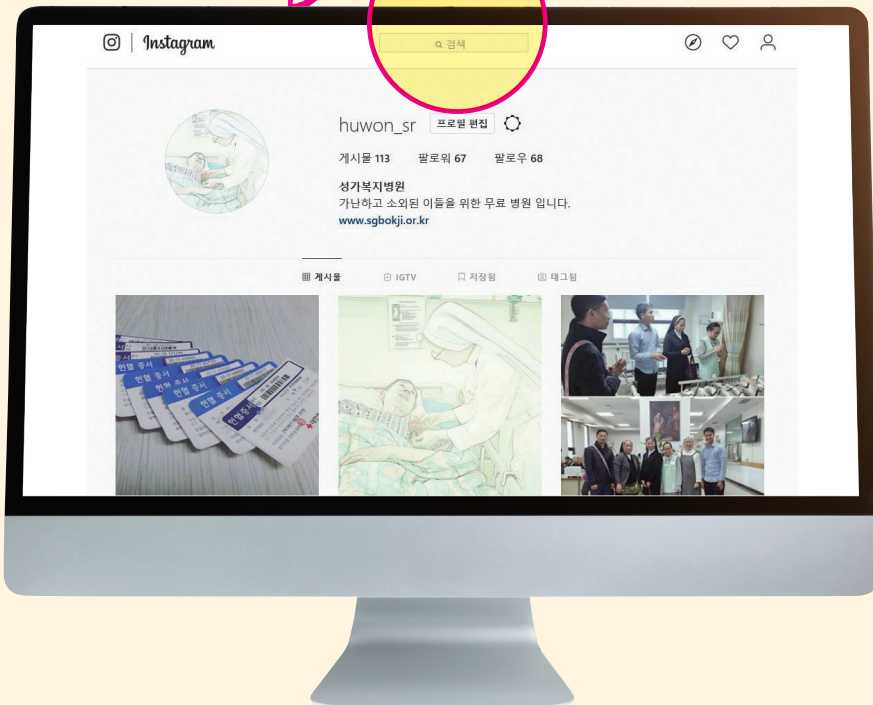 Instagram
검색
huwon_sr 프로필 편집
게시물 113 팔로워 67 팔로우 68
성가복지병원
가난하고 소외된 이들을 위한 무료 병원 입니다.
www.sgbokji.or.kr
게시물 IGTV 저장됨 태그됨
헌혈 증서
헌혈 증서
헌혈 증서
헌혈 증서
헌혈증서